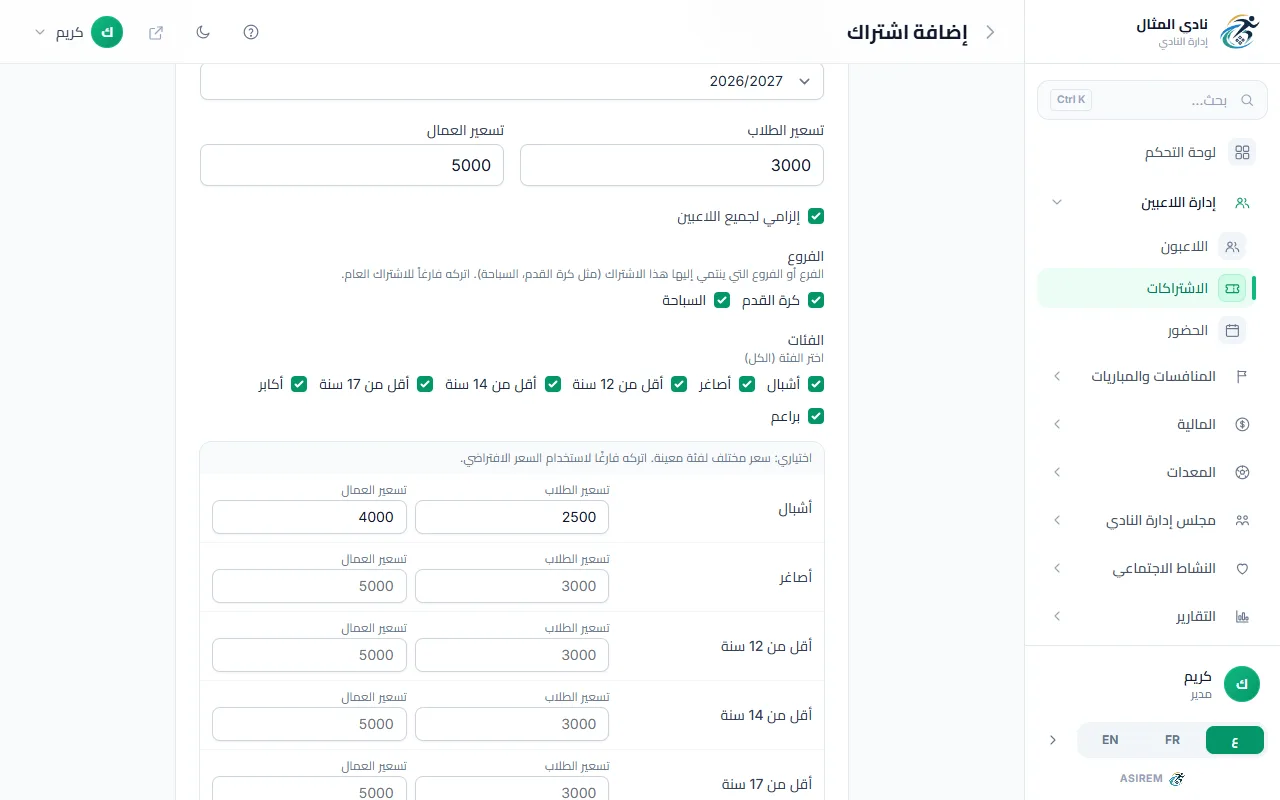 نادي المثال
إدارة النادي
بحث...
Ctrl K
لوحة التحكم
إدارة اللاعبين
اللاعبون
الاشتراكات
الحضور
المنافسات والمباريات
المالية
المعدات
مجلس إدارة النادي
النشاط الاجتماعي
التقارير
ك
كريم
مدير
ع
FR
EN
ASIREM
إضافة اشتراك
ك
كريم
2026/2027
تسعير الطلاب
تسعير العمال
3000
5000
إلزامي لجميع اللاعبين
الفروع
الفرع أو الفروع التي ينتمي إليها هذا الاشتراك (مثل كرة القدم، السباحة). اتركه فارغاً للاشتراك العام.
كرة القدم
السباحة
الفئات
اختر الفئة (الكل)
أشبال
أصاغر
أقل من 12 سنة
أقل من 14 سنة
أقل من 17 سنة
أكابر
براعم
اختياري: سعر مختلف لفئة معينة. اتركه فارغًا لاستخدام السعر الافتراضي.
أشبال
تسعير الطلاب
2500
تسعير العمال
4000
أصاغر
تسعير الطلاب
3000
تسعير العمال
5000
أقل من 12 سنة
تسعير الطلاب
3000
تسعير العمال
5000
أقل من 14 سنة
تسعير الطلاب
3000
تسعير العمال
5000
أقل من 17 سنة
تسعير الطلاب
3000
تسعير العمال
5000